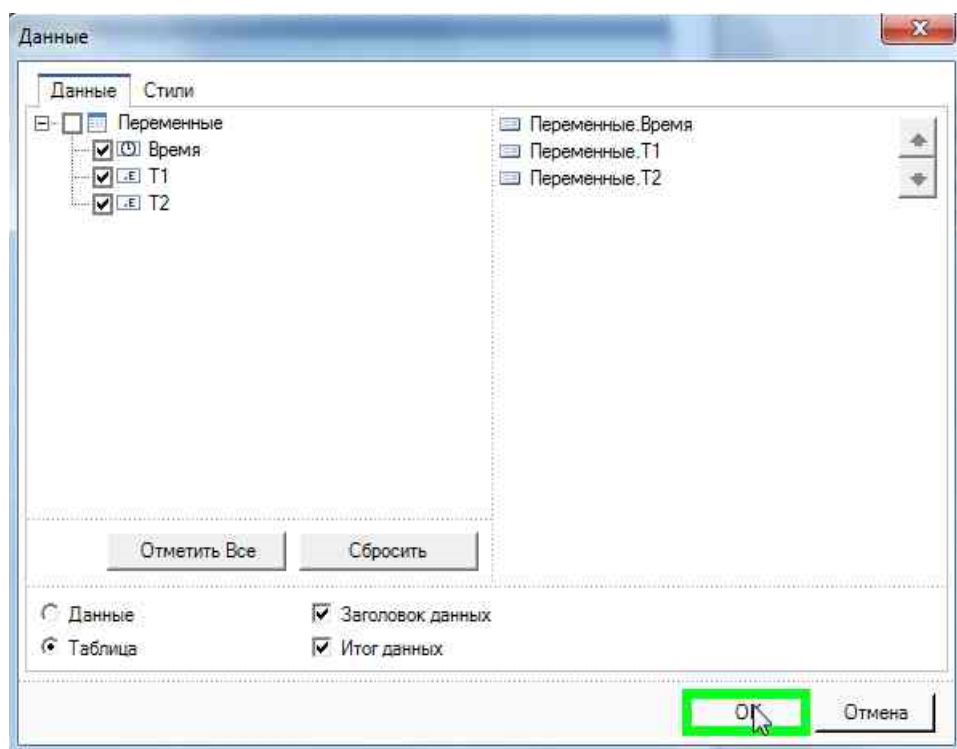 Данные
Данные Стили
Переменные
Время
T1
T2
Переменные.Время
Переменные.T1
Переменные.T2
Отметить Все Сбросить
Данные Заголовок данных
Таблица Итог данных
OK Отмена